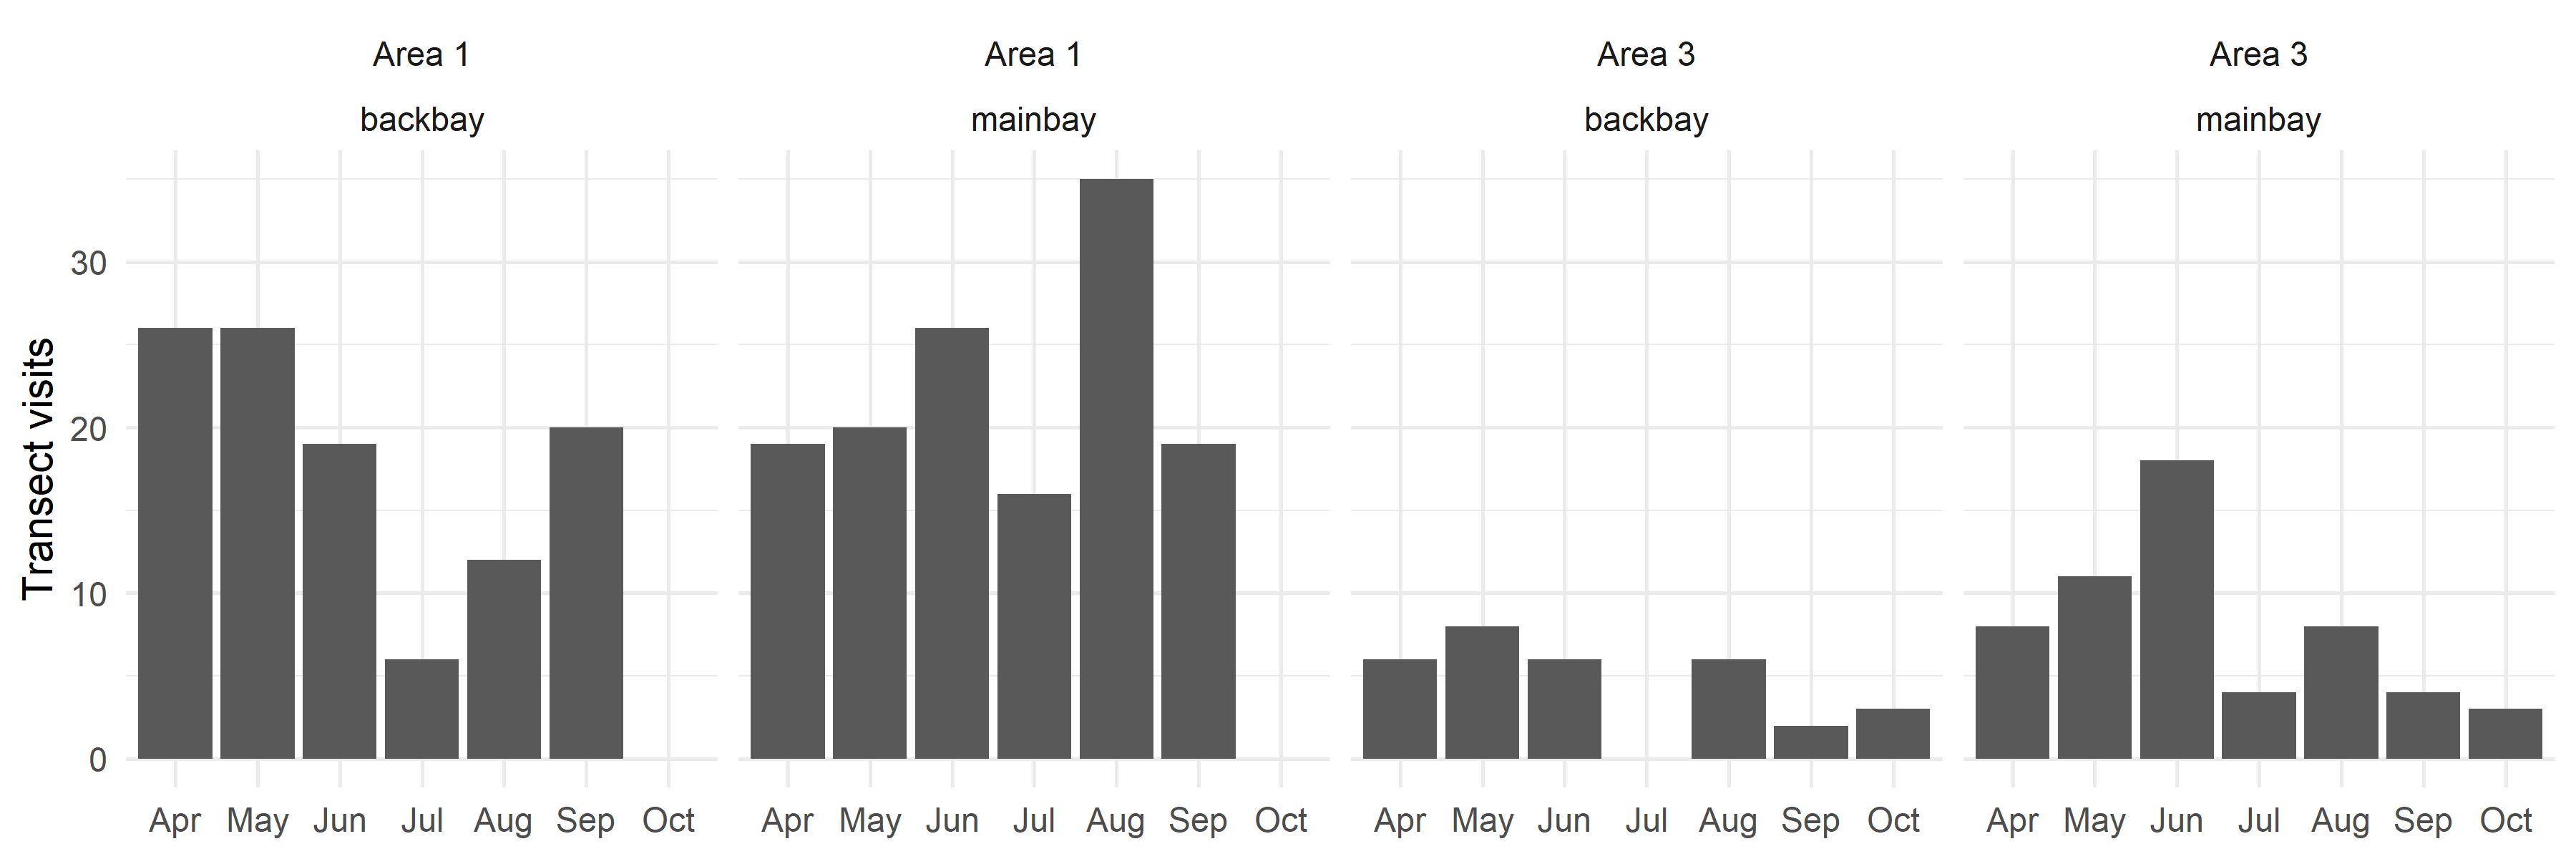 Area 1 Area 1 Area 3 Area 3
backbay mainbay backbay mainbay
Transect visits
30
20
10
0
Apr May Jun Jul Aug Sep Oct Apr May Jun Jul Aug Sep Oct Apr May Jun Jul Aug Sep Oct Apr May Jun Jul Aug Sep Oct